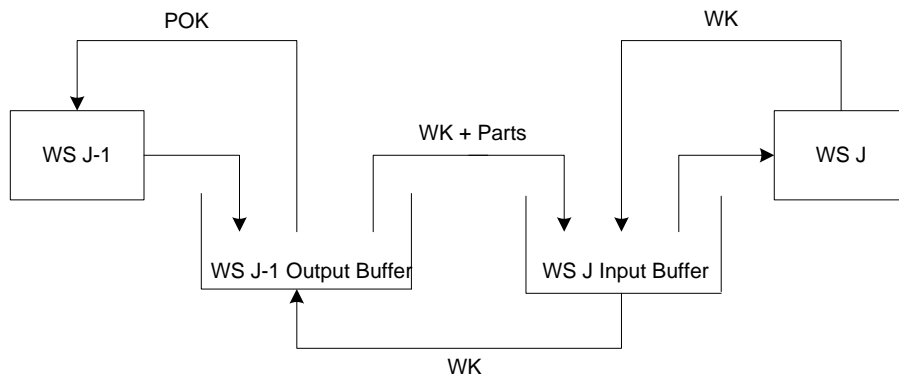 POK
WK
WS J-1
WK + Parts
WS J
WS J-1 Output Buffer
WS J Input Buffer
WK